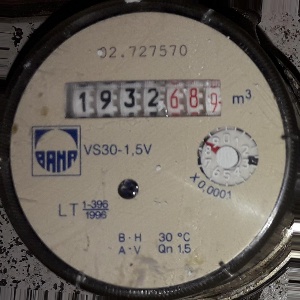 02.727570
1932689 m³
BAMA
VS30-1,5V
X0.0001
LT 1-396
1996
B·H 30 °C
A·V Qn 1.5